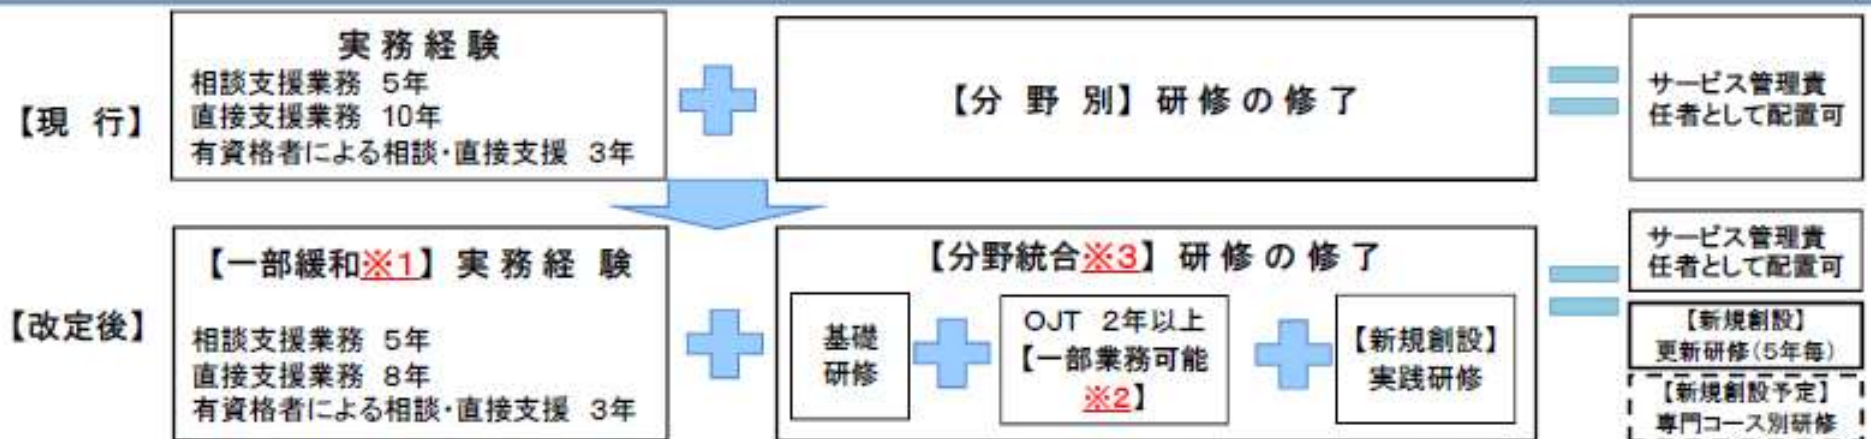 【現 行】
実 務 経 験
相談支援業務 5年
直接支援業務 10年
有資格者による相談・直接支援 3年
【分 野 別】 研 修 の 修 了
サービス管理責
任者として配置可
【改定後】
【一部緩和※1】 実 務 経 験
相談支援業務 5年
直接支援業務 8年
有資格者による相談・直接支援 3年
【分野統合※3】 研 修 の 修 了
基礎
研修
OJT 2年以上
【一部業務可能
※2】
【新規創設】
実践研修
サービス管理責
任者として配置可
【新規創設】
更新研修(5年毎)
【新規創設予定】
専門コース別研修